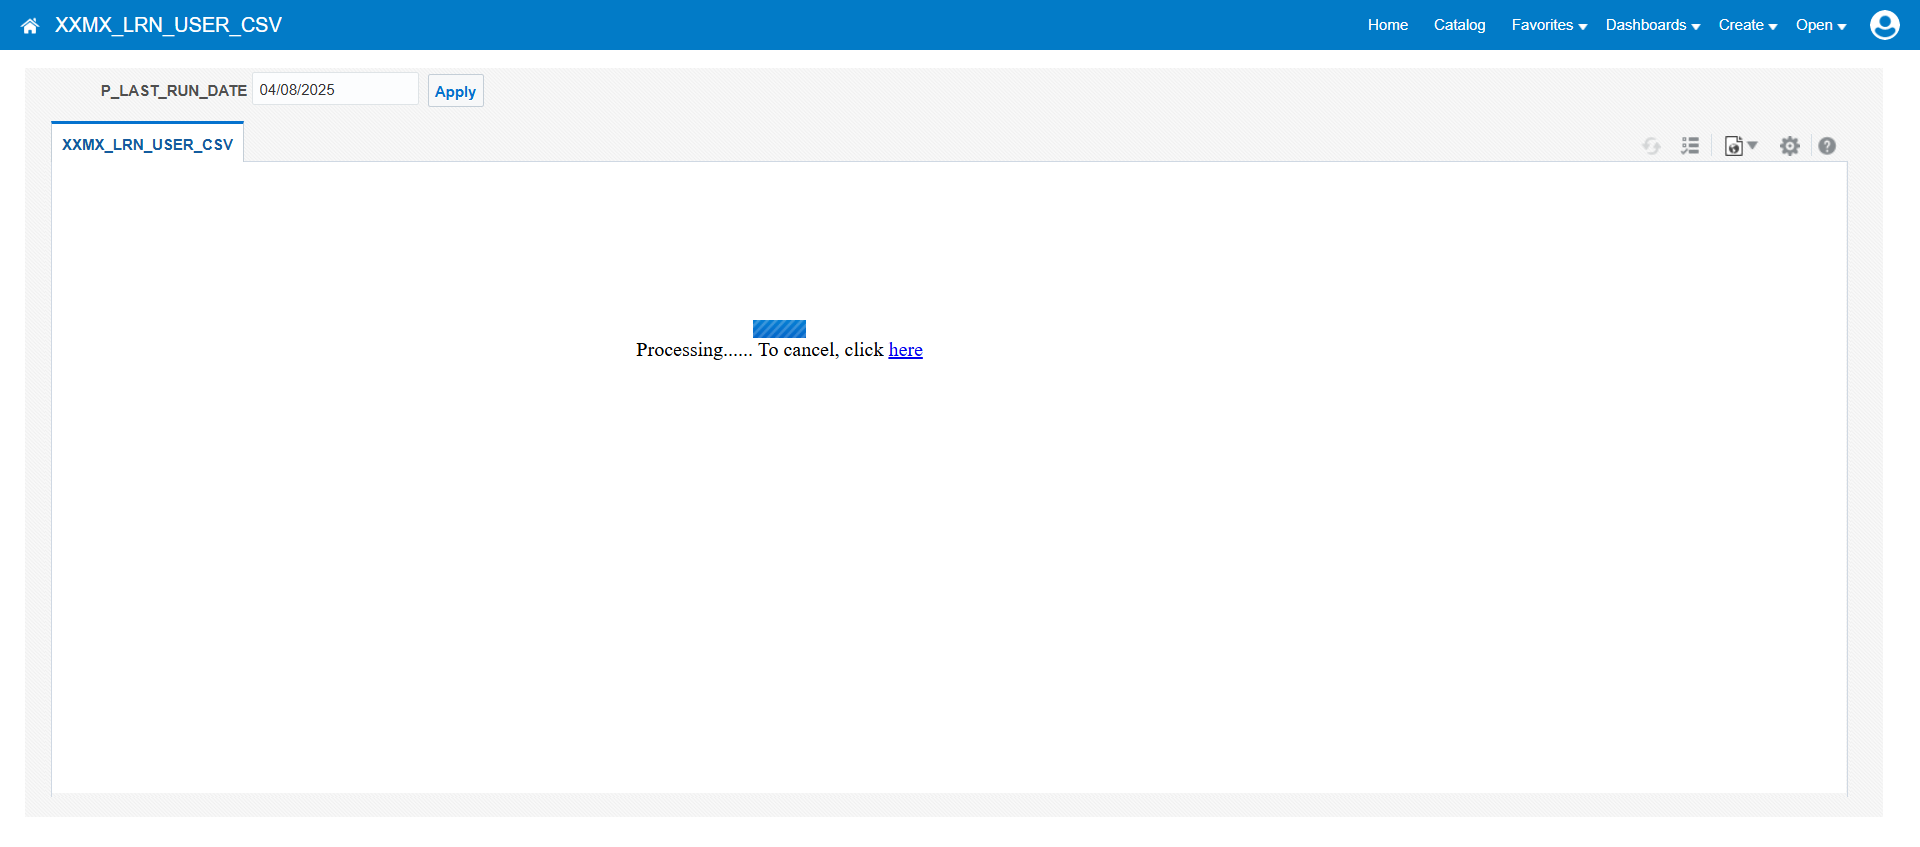 XXMX_LRN_USER_CSV
Home Catalog Favorites Dashboards Create Open
P_LAST_RUN_DATE 04/08/2025 Apply
XXMX_LRN_USER_CSV
Processing...... To cancel, click here